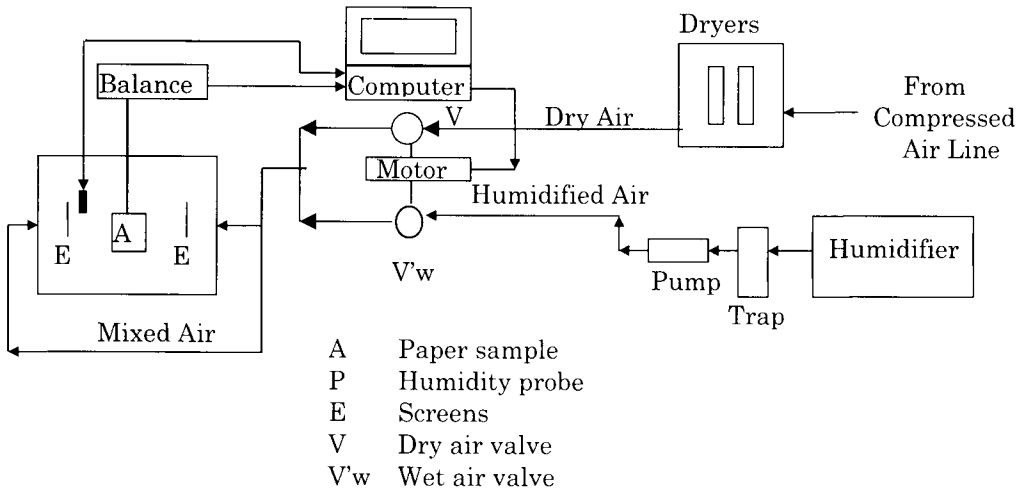 Dryers
Balance
Computer
From
Compressed
Air Line
V
Dry Air
Motor
Humidified Air
A
E
E
Humidifier
V'w
Pump
Trap
Mixed Air
A Paper sample
P Humidity probe
E Screens
V Dry air valve
V'w Wet air valve